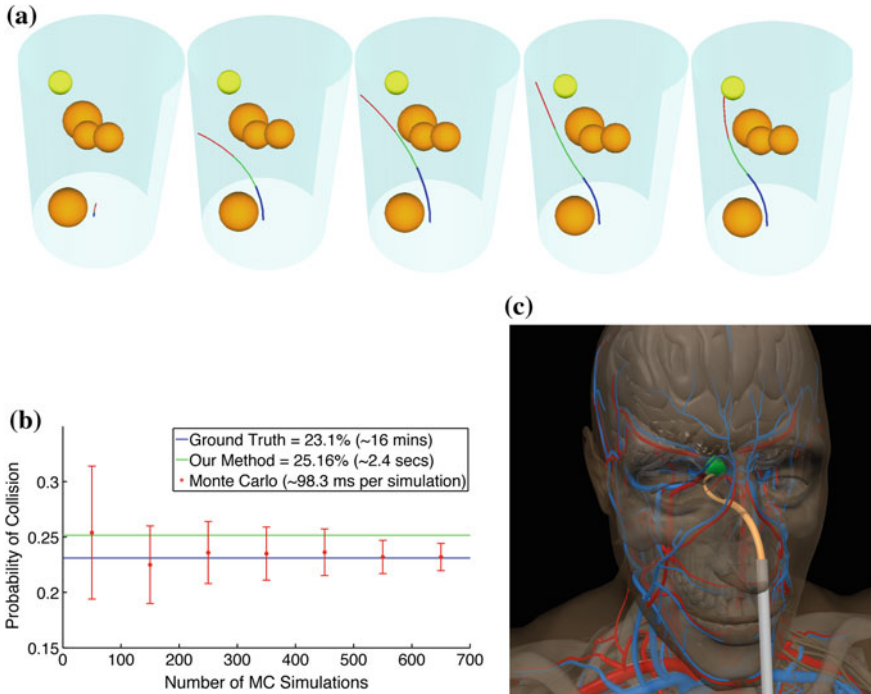 (a)
(b)
Ground Truth = 23.1% (~16 mins)
Our Method = 25.16% (~2.4 secs)
Monte Carlo (~98.3 ms per simulation)
Probability of Collision
0.3
0.25
0.2
0.15
0 100 200 300 400 500 600 700
Number of MC Simulations
(c)